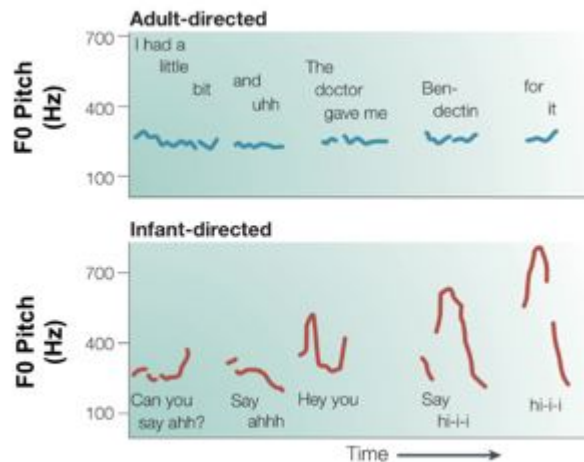 Adult-directed
F0 Pitch
(Hz)
700
400
100
I had a
little
bit
and
uhh
The
doctor
gave me
Ben-
dectin
for
it
Infant-directed
F0 Pitch
(Hz)
700
400
100
Can you
say ahh?
Say
ahhh
Hey you
Say
hi-i-i
hi-i-i
Time